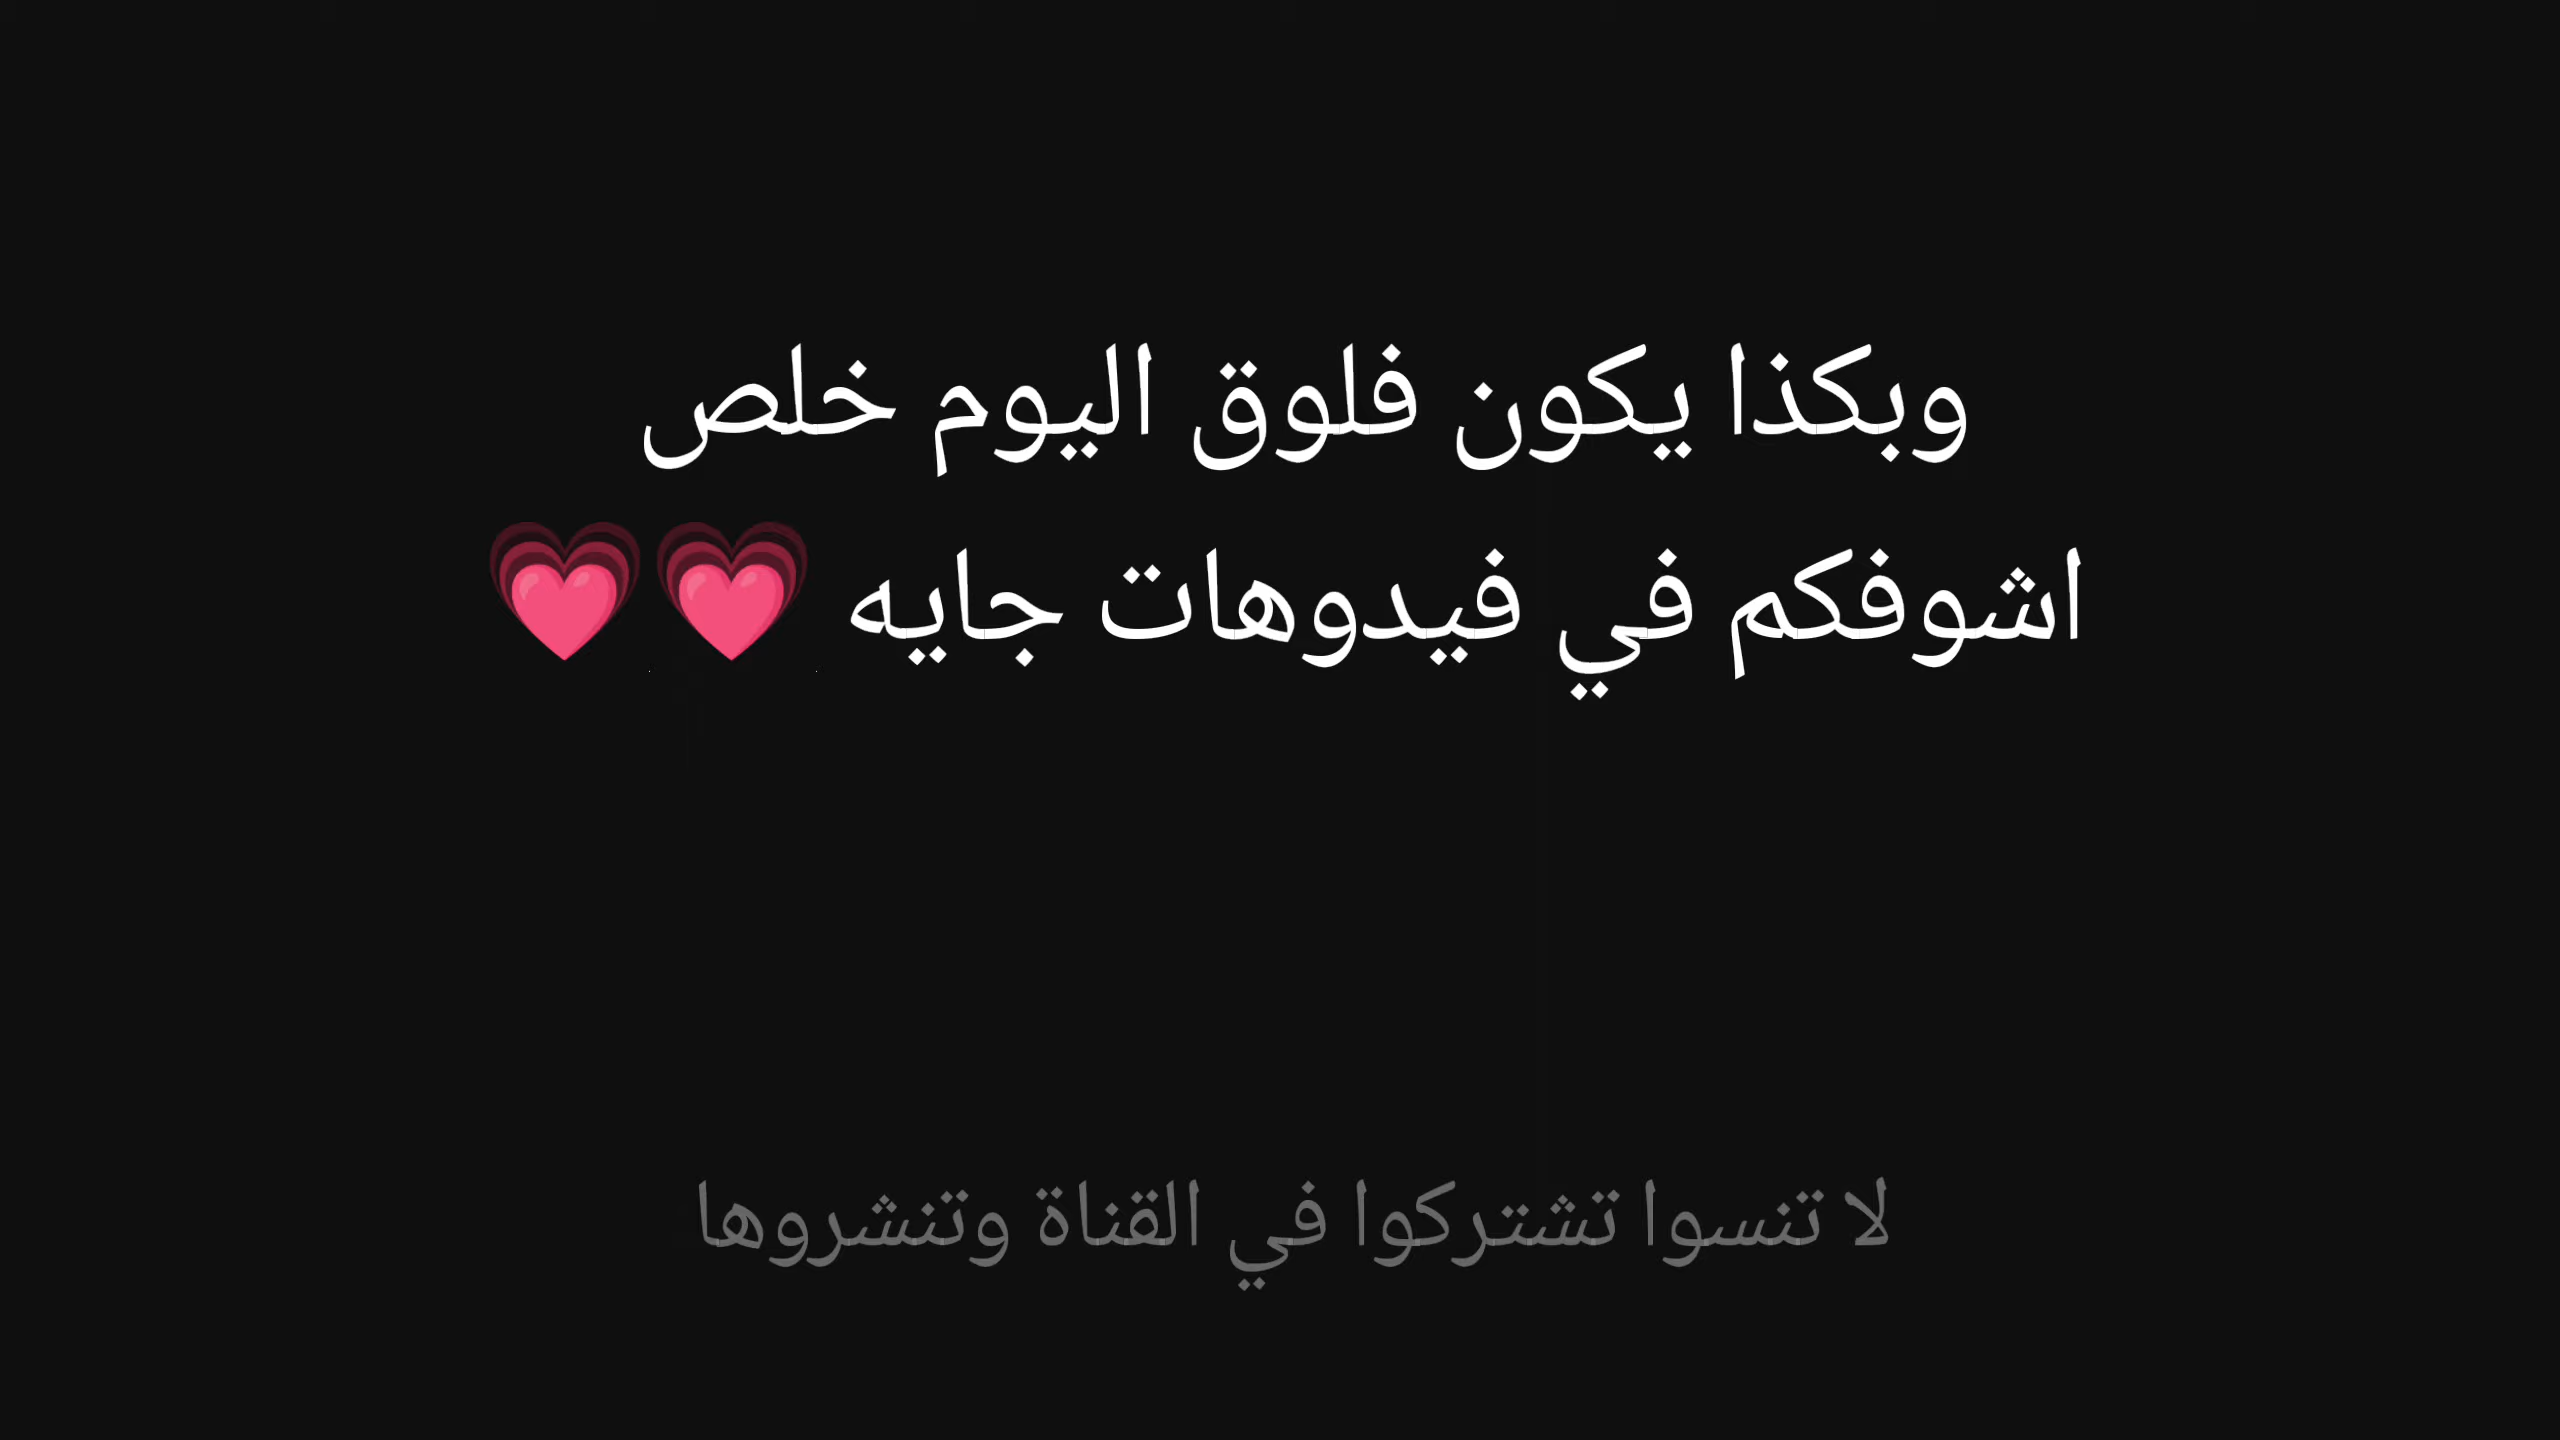 وبكذا يكون فلوق اليوم خلص
اشوفكم في فيدوهات جايه 💗💗
لا تنسوا تشتركوا في القناة وتنشروها